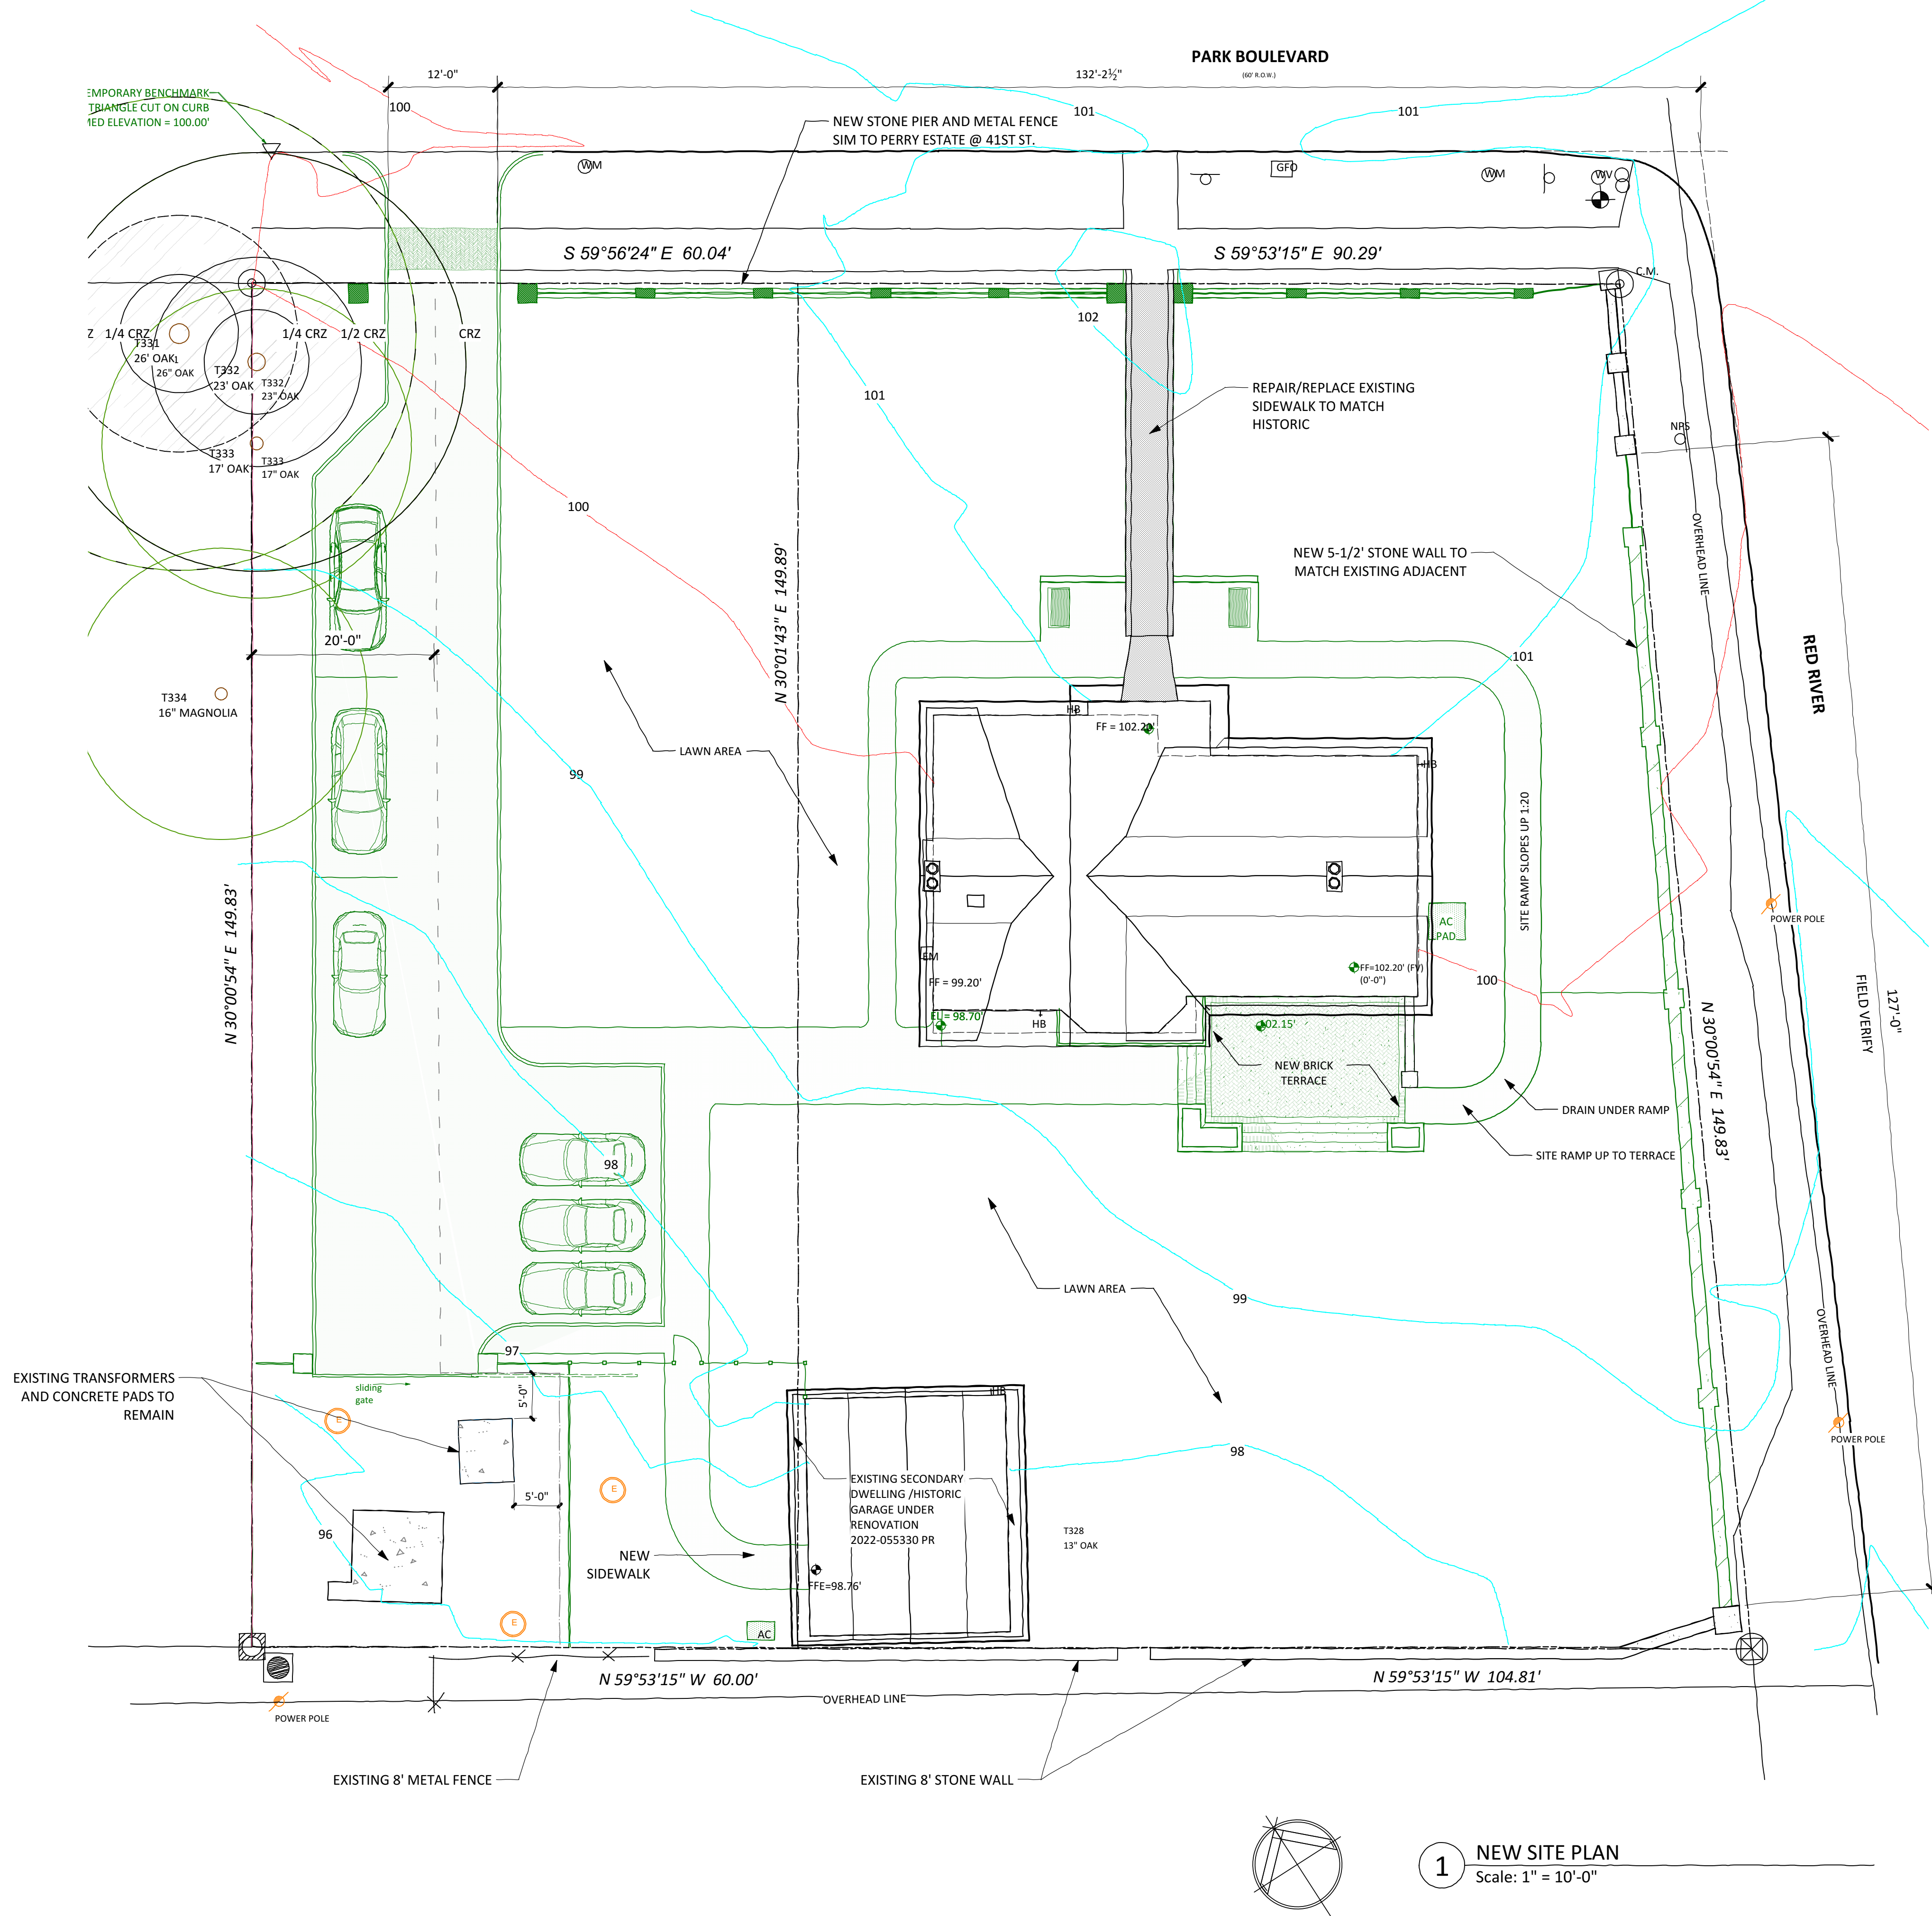 PARK BOULEVARD
(60' R.O.W.)
12'-0"
132'-2½"
EMPORARY BENCHMARK
TRIANGLE CUT ON CURB
MED ELEVATION = 100.00'
100
101
101
NEW STONE PIER AND METAL FENCE
SIM TO PERRY ESTATE @ 41ST ST.
WM
GFO
WM
WV
S 59°56'24" E 60.04'
S 59°53'15" E 90.29'
C.M.
102
Z
1/4 CRZ
1/4 CRZ
1/2 CRZ
CRZ
T331
26' OAK
1
26" OAK
T332
23' OAK
T332
23" OAK
T333
17' OAK
T333
17" OAK
101
REPAIR/REPLACE EXISTING
SIDEWALK TO MATCH
HISTORIC
NPS
100
OVERHEAD LINE
NEW 5-1/2' STONE WALL TO
MATCH EXISTING ADJACENT
N 30°01'43" E 149.89'
20'-0"
101
RED RIVER
T334
16" MAGNOLIA
HB
FF = 102.20'
LAWN AREA
HB
99
SITE RAMP SLOPES UP 1:20
N 30°00'54" E 149.83'
AC
PAD
POWER POLE
EM
FF=102.20' (FV)
(0'-0")
FF = 99.20'
100
127'-0"
FIELD VERIFY
EL= 98.70'
HB
102.15'
N 30°00'54" E 149.83'
NEW BRICK
TERRACE
DRAIN UNDER RAMP
SITE RAMP UP TO TERRACE
98
LAWN AREA
99
OVERHEAD LINE
97
EXISTING TRANSFORMERS
AND CONCRETE PADS TO
REMAIN
sliding
gate
5'-0"
HB
E
POWER POLE
98
EXISTING SECONDARY
DWELLING /HISTORIC
GARAGE UNDER
RENOVATION
2022-055330 PR
E
5'-0"
96
T328
13" OAK
NEW
SIDEWALK
FFE=98.76'
E
AC
N 59°53'15" W 60.00'
N 59°53'15" W 104.81'
OVERHEAD LINE
POWER POLE
EXISTING 8' METAL FENCE
EXISTING 8' STONE WALL
1
NEW SITE PLAN
Scale: 1" = 10'-0"